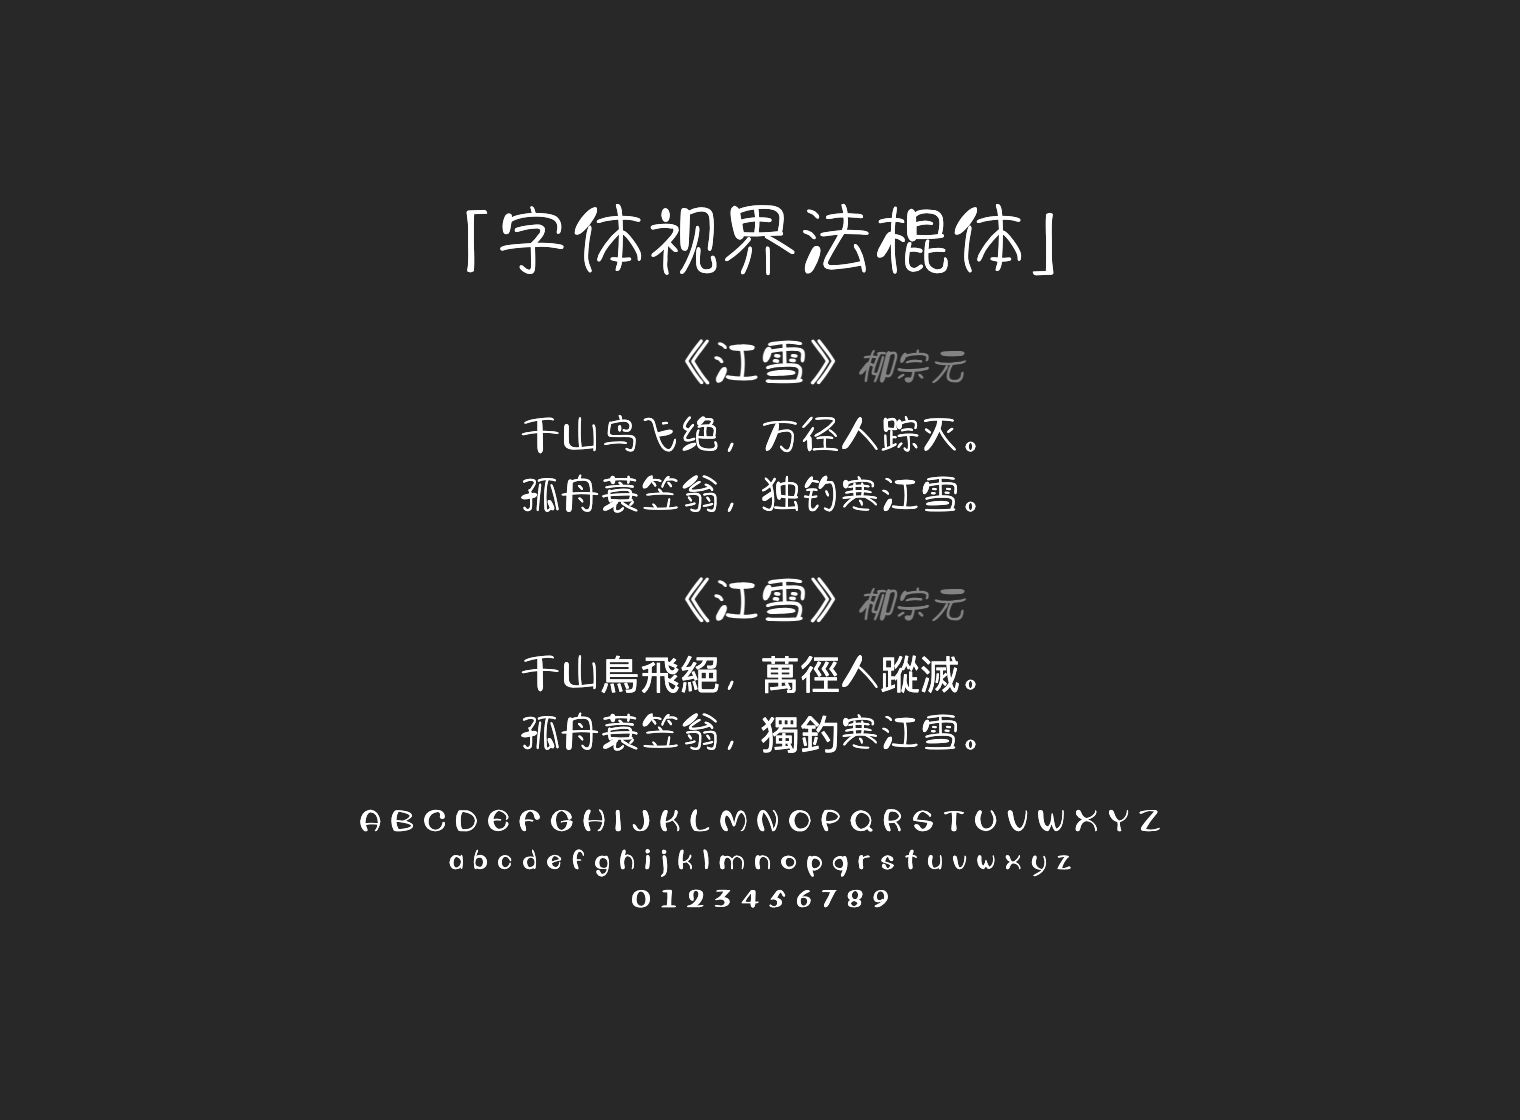 「字体视界法棍体」
《江雪》 柳宗元
千山鸟飞绝，万径人踪灭。
孤舟蓑笠翁，独钓寒江雪。
《江雪》 柳宗元
千山鳥飛絕，萬徑人蹤滅。
孤舟蓑笠翁，獨釣寒江雪。
A B C D E F G H I J K L M N O P Q R S T U V W X Y Z
a b c d e f g h i j k l m n o p q r s t u v w x y z
0 1 2 3 4 5 6 7 8 9